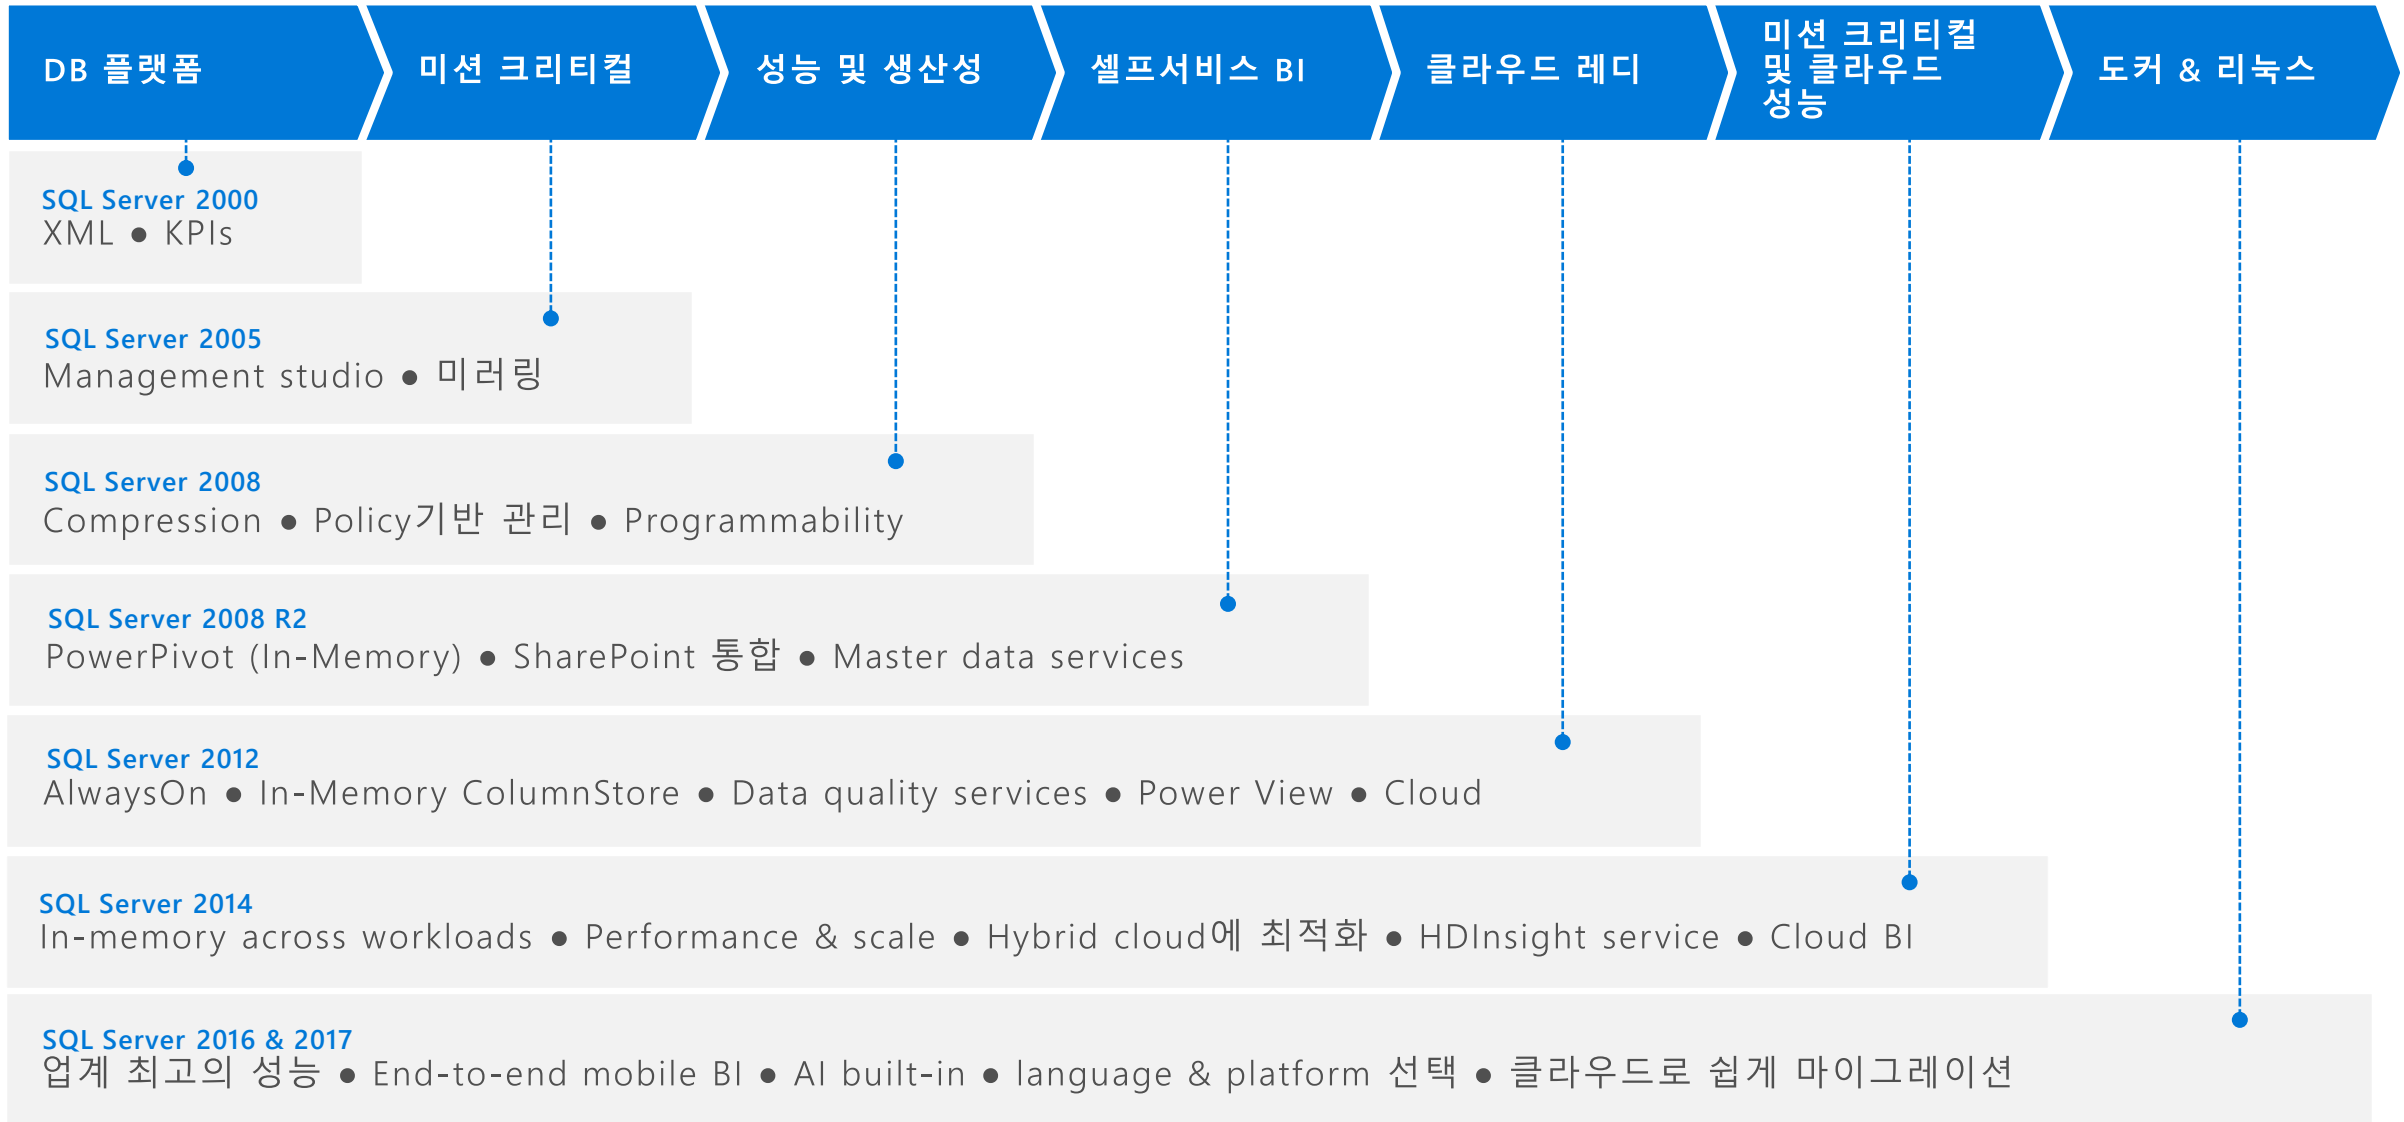 DB 플랫폼
미션 크리티컬
성능 및 생산성
셀프서비스 BI
클라우드 레디
미션 크리티컬
및 클라우드
성능
도커 & 리눅스
SQL Server 2000
XML ● KPIs
SQL Server 2005
Management studio ● 미러링
SQL Server 2008
Compression ● Policy기반 관리 ● Programmability
SQL Server 2008 R2
PowerPivot (In-Memory) ● SharePoint 통합 ● Master data services
SQL Server 2012
AlwaysOn ● In-Memory ColumnStore ● Data quality services ● Power View ● Cloud
SQL Server 2014
In-memory across workloads ● Performance & scale ● Hybrid cloud에 최적화 ● HDInsight service ● Cloud BI
SQL Server 2016 & 2017
업계 최고의 성능 ● End-to-end mobile BI ● AI built-in ● language & platform 선택 ● 클라우드로 쉽게 마이그레이션